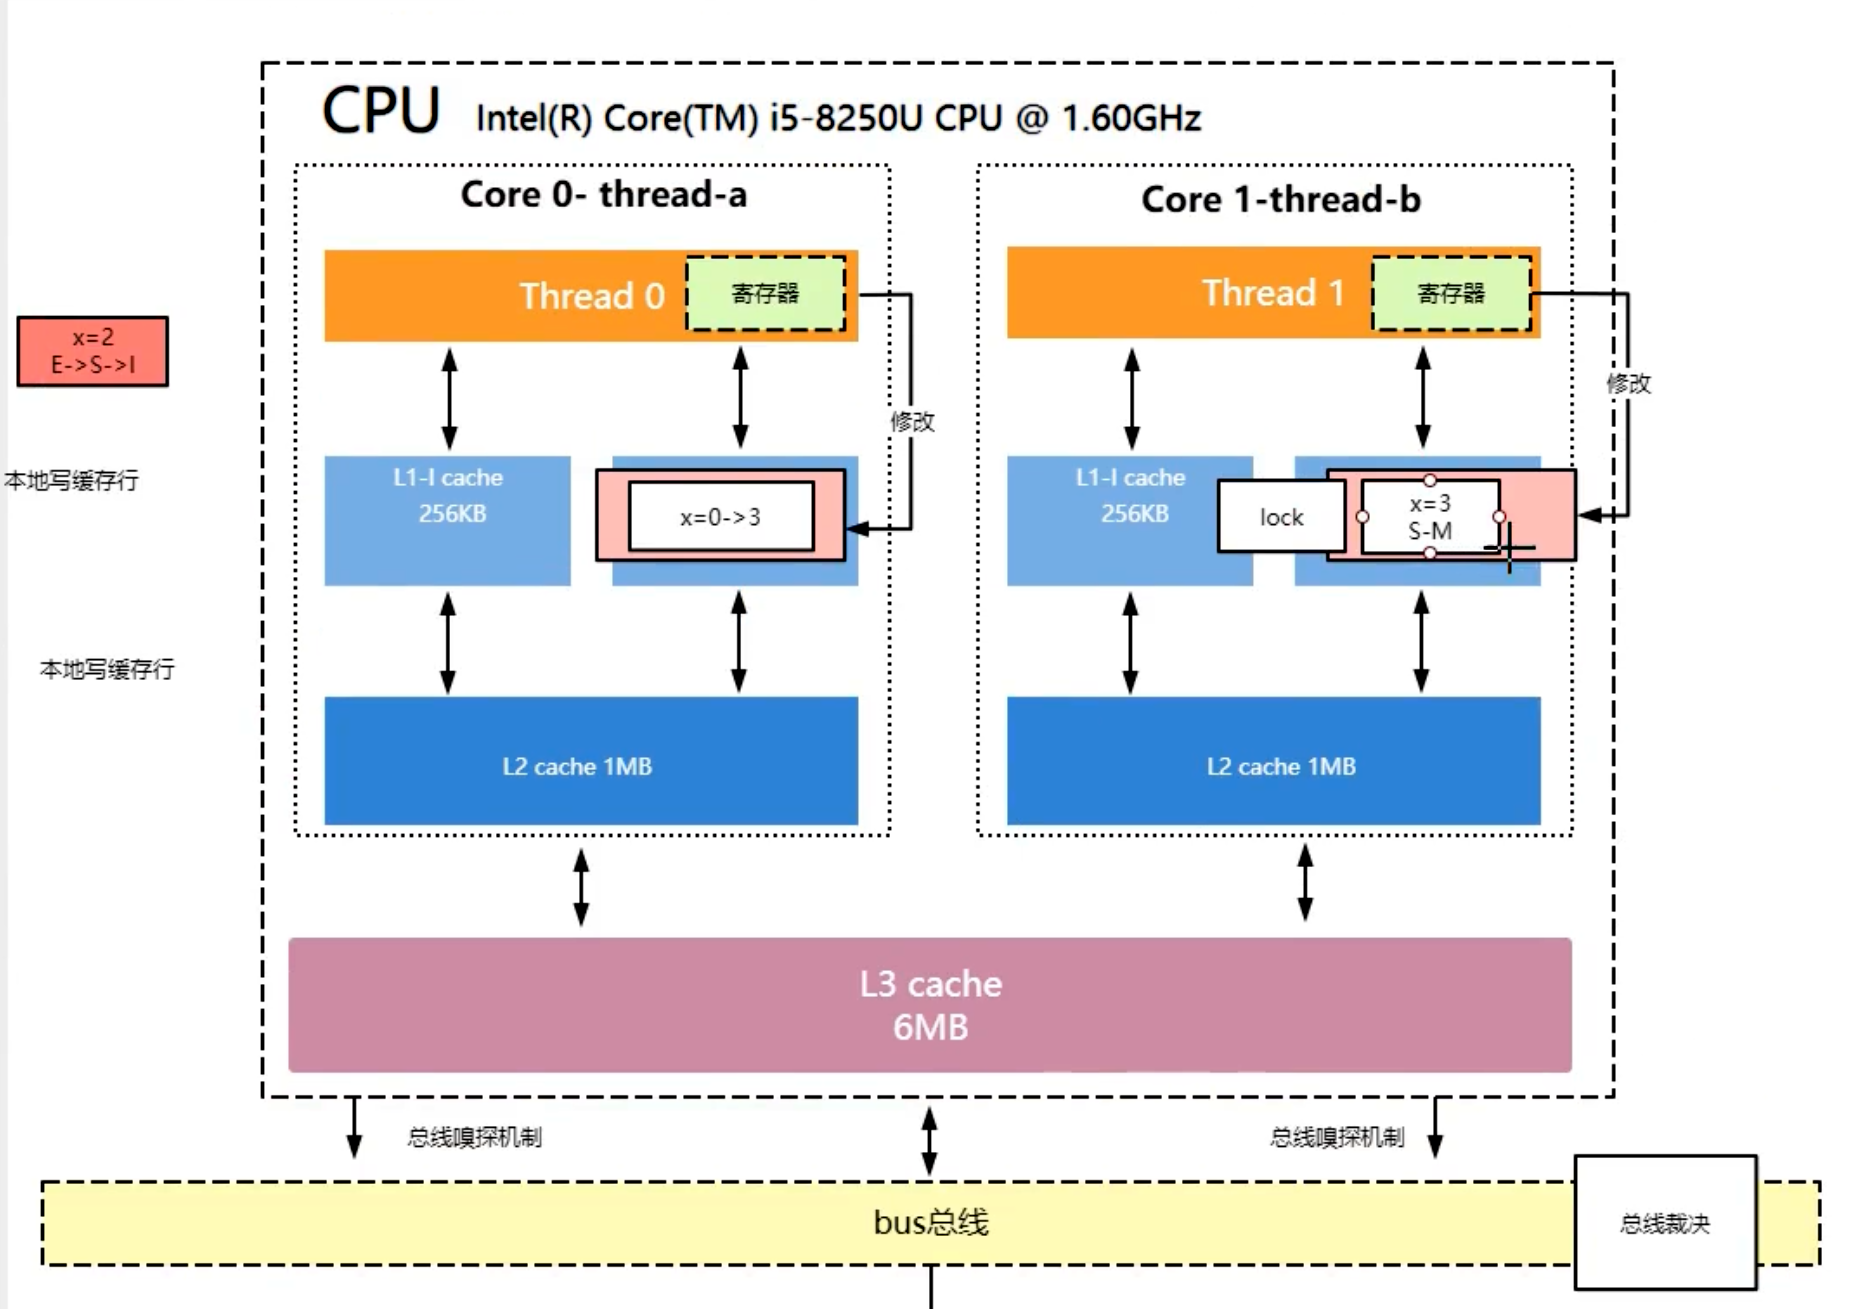 CPU Intel(R) Core(TM) i5-8250U CPU @ 1.60GHz
Core 0- thread-a
Core 1-thread-b
Thread 0
寄存器
Thread 1
寄存器
x=2
E->S->I
修改
修改
本地写缓存行
L1-I cache
256KB
x=0->3
L1-I cache
256KB
lock
x=3
S-M
本地写缓存行
L2 cache 1MB
L2 cache 1MB
L3 cache
6MB
总线嗅探机制
总线嗅探机制
bus总线
总线裁决